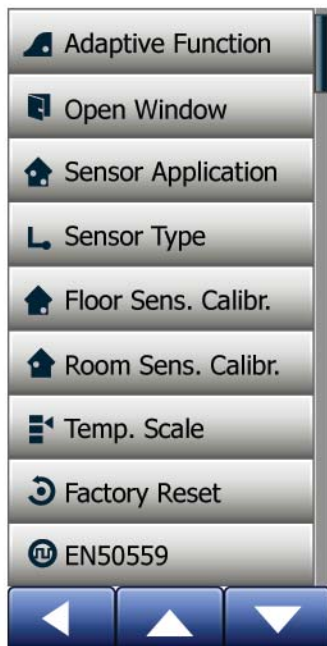 Adaptive Function
Open Window
Sensor Application
Sensor Type
Floor Sens. Calibr.
Room Sens. Calibr.
Temp. Scale
Factory Reset
EN50559